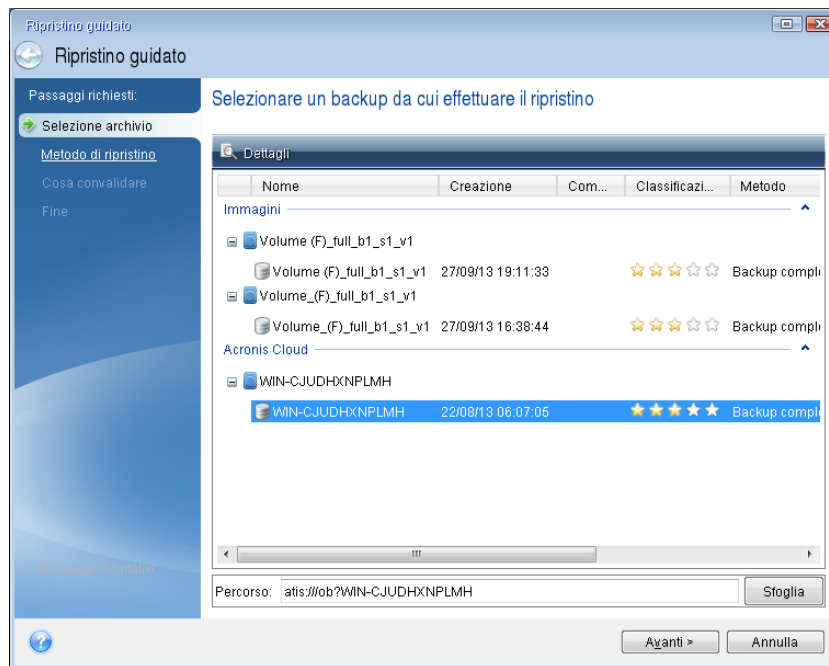 Ripristino guidato
Ripristino guidato
Passaggi richiesti:
Selezione archivio
Metodo di ripristino
Cosa convalidare
Fine
Selezionare un backup da cui effettuare il ripristino
Dettagli
Nome Creazione Com... Classificazi... Metodo
Immagini
Volume (F)_full_b1_s1_v1
Volume (F)_full_b1_s1_v1 27/09/13 19:11:33 Backup comple
Volume_(F)_full_b1_s1_v1
Volume_(F)_full_b1_s1_v1 27/09/13 16:38:44 Backup comple
Acronis Cloud
WIN-CJUDHXNPLMH
WIN-CJUDHXNPLMH 22/08/13 06:07:05 Backup comple
Percorso: atis:///ob?WIN-CJUDHXNPLMH Sfoglia
Avanti > Annulla